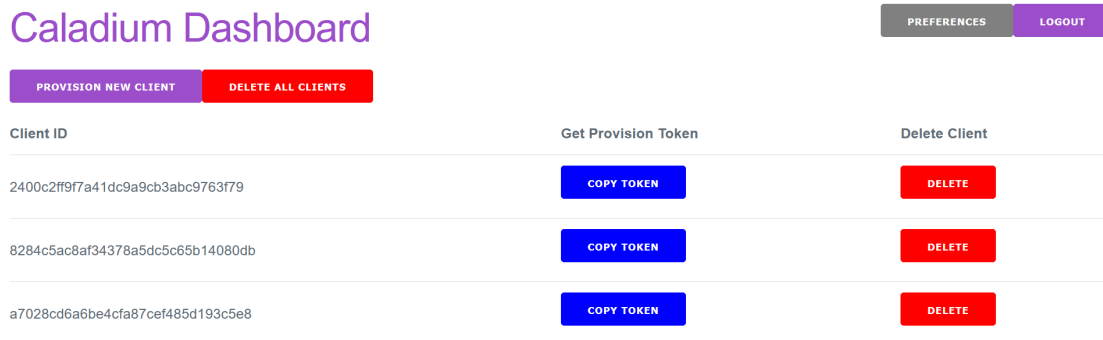 Caladium Dashboard
PREFERENCES LOGOUT
PROVISION NEW CLIENT DELETE ALL CLIENTS
Client ID Get Provision Token Delete Client
2400c2ff9f7a41dc9a9cb3abc9763f79 COPY TOKEN DELETE
8284c5ac8af34378a5dc5c65b14080db COPY TOKEN DELETE
a7028cd6a6be4cfa87cef485d193c5e8 COPY TOKEN DELETE